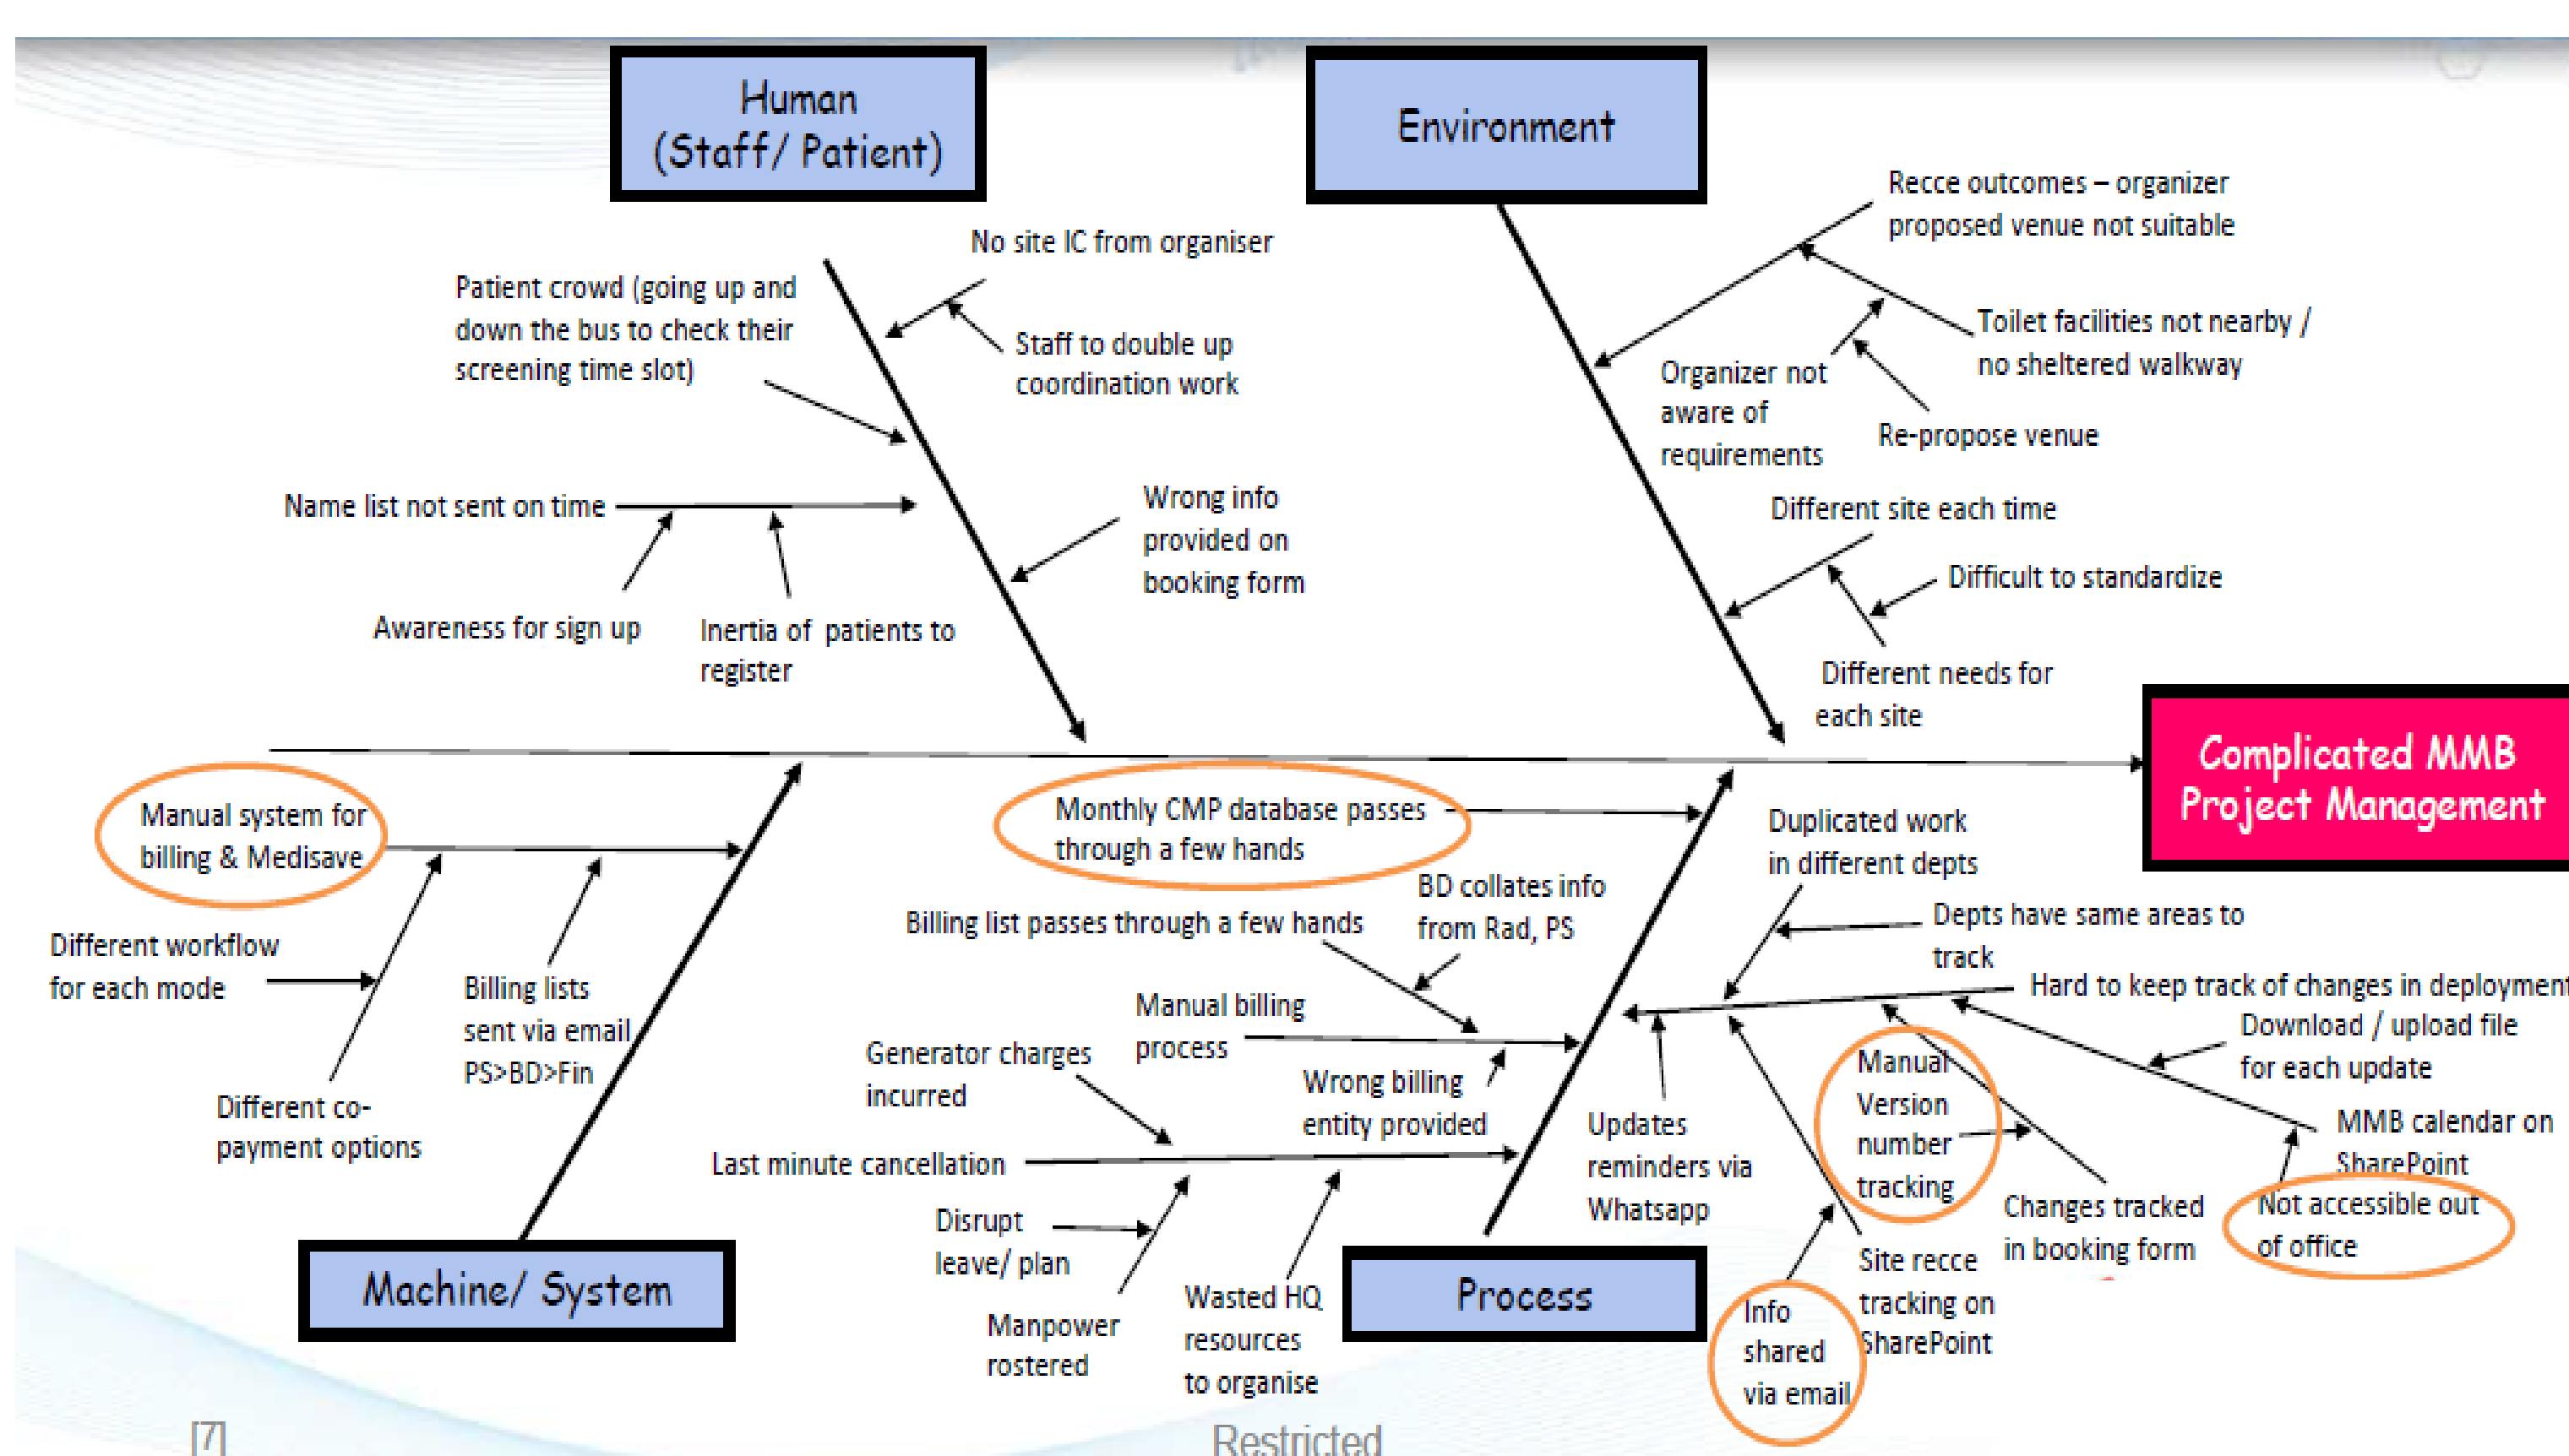 Human
(Staff/ Patient)
Environment
Recce outcomes – organizer
proposed venue not suitable
No site IC from organiser
Patient crowd (going up and
down the bus to check their
screening time slot)
Staff to double up
coordination work
Toilet facilities not nearby /
no sheltered walkway
Organizer not
aware of
requirements
Re-propose venue
Name list not sent on time
Wrong info
provided on
booking form
Different site each time
Difficult to standardize
Awareness for sign up
Inertia of patients to
register
Different needs for
each site
Complicated MMB
Project Management
Manual system for
billing & Medisave
Monthly CMP database passes
through a few hands
Duplicated work
in different depts
BD collates info
from Rad, PS
Billing list passes through a few hands
Depts have same areas to
track
Different workflow
for each mode
Billing lists
sent via email
PS>BD>Fin
Hard to keep track of changes in deployment
Manual billing
process
Download / upload file
for each update
Generator charges
incurred
Wrong billing
entity provided
Manual
Version
number
tracking
Different co-
payment options
Updates
reminders via
Whatsapp
MMB calendar on
SharePoint
Last minute cancellation
Not accessible out
of office
Changes tracked
in booking form
Disrupt
leave/ plan
Site recce
tracking on
SharePoint
Machine/ System
Process
Manpower
rostered
Wasted HQ
resources
to organise
Info
shared
via email
[7]
Restricted